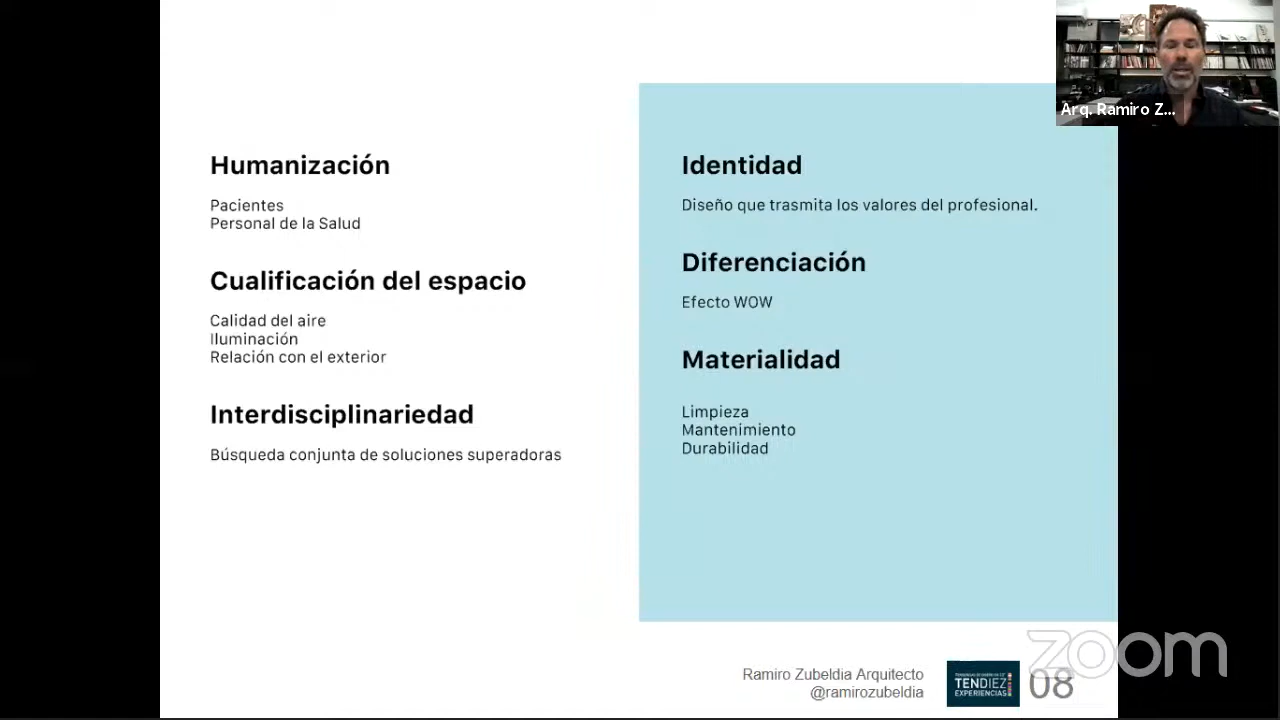 Humanización
Pacientes
Personal de la Salud
Cualificación del espacio
Calidad del aire
Iluminación
Relación con el exterior
Interdisciplinariedad
Búsqueda conjunta de soluciones superadoras
Identidad
Diseño que trasmita los valores del profesional.
Diferenciación
Efecto WOW
Materialidad
Limpieza
Mantenimiento
Durabilidad
Arq. Ramiro Z...
Ramiro Zubeldia Arquitecto
@ramirozubeldia
TENDIEZ
EXPERIENCIAS
08
zoom